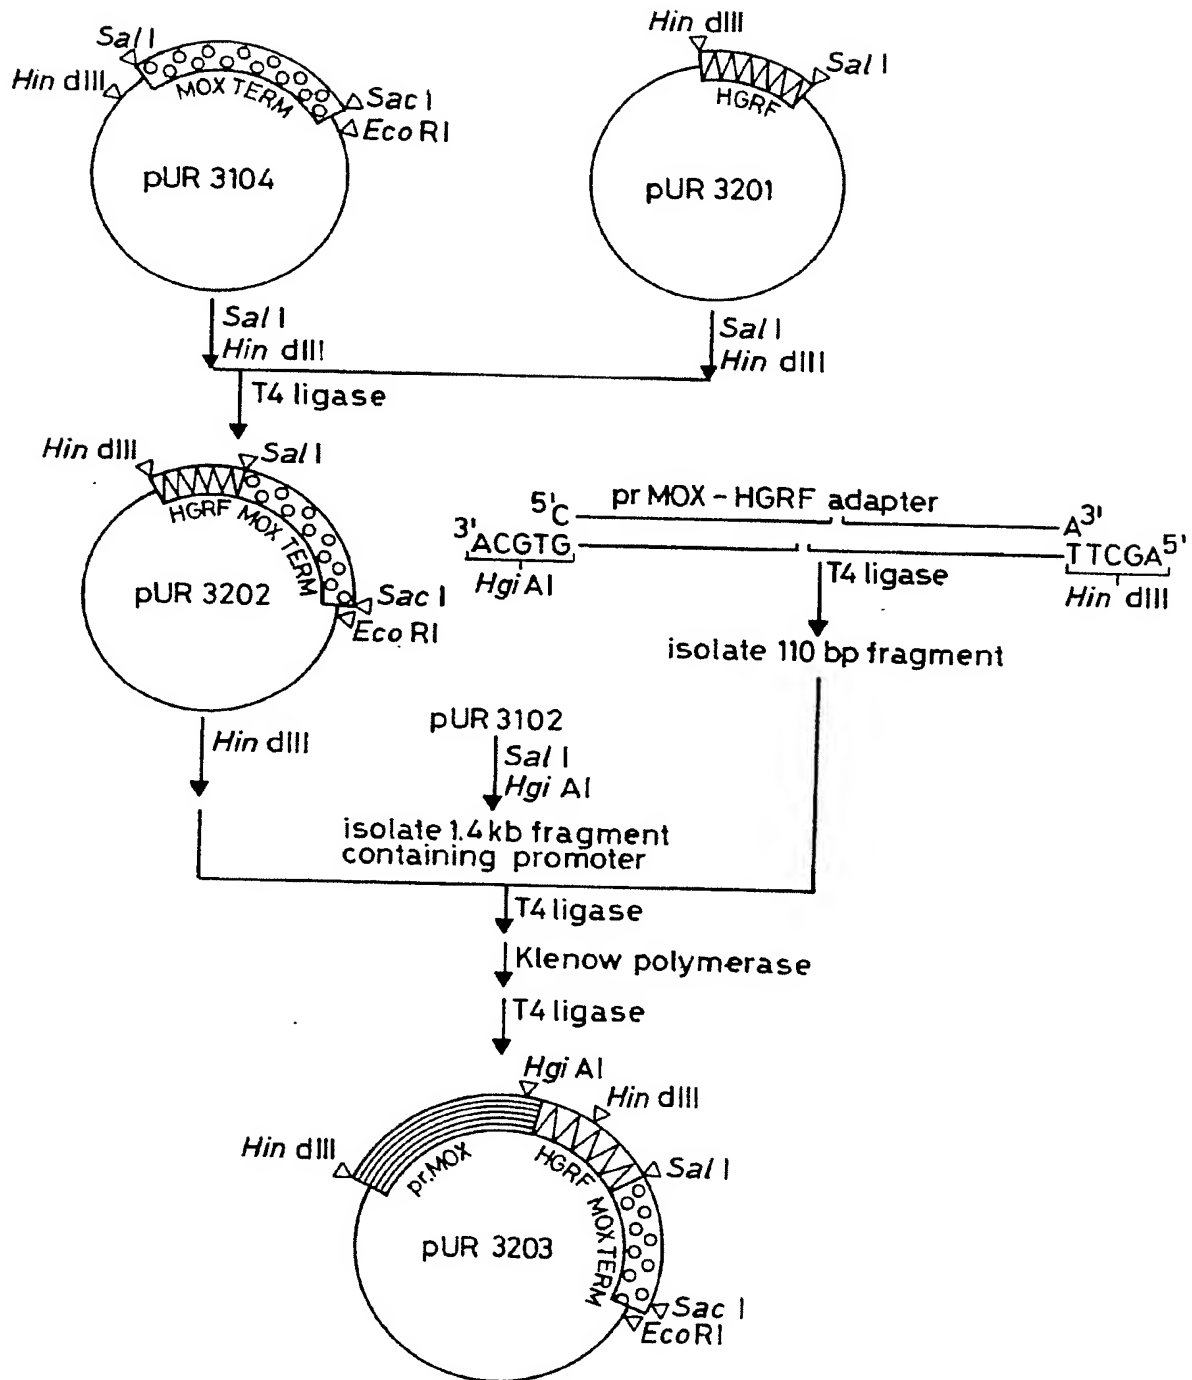 Sal I
Hin dIII
MOX TERM
Sac I
Eco RI
pUR 3104
Hin dIII
Sal I
HGRF
pUR 3201
Sal I
Hin dIII
Sal I
Hin dIII
T4 ligase
Hin dIII
Sal I
HGRF MOX TERM
pUR 3202
Sac I
Eco RI
pr MOX - HGRF adapter
5'C
A3'
3'ACGTG
TTCGA5'
Hgi AI
Hin dIII
T4 ligase
isolate 110 bp fragment
Hin dIII
pUR 3102
Sal I
Hgi AI
isolate 1.4 kb fragment
containing promoter
T4 ligase
Klenow polymerase
T4 ligase
Hgi AI
Hin dIII
Hin dIII
pr.MOX
HGRF MOX TERM
Sal I
pUR 3203
Sac I
Eco RI